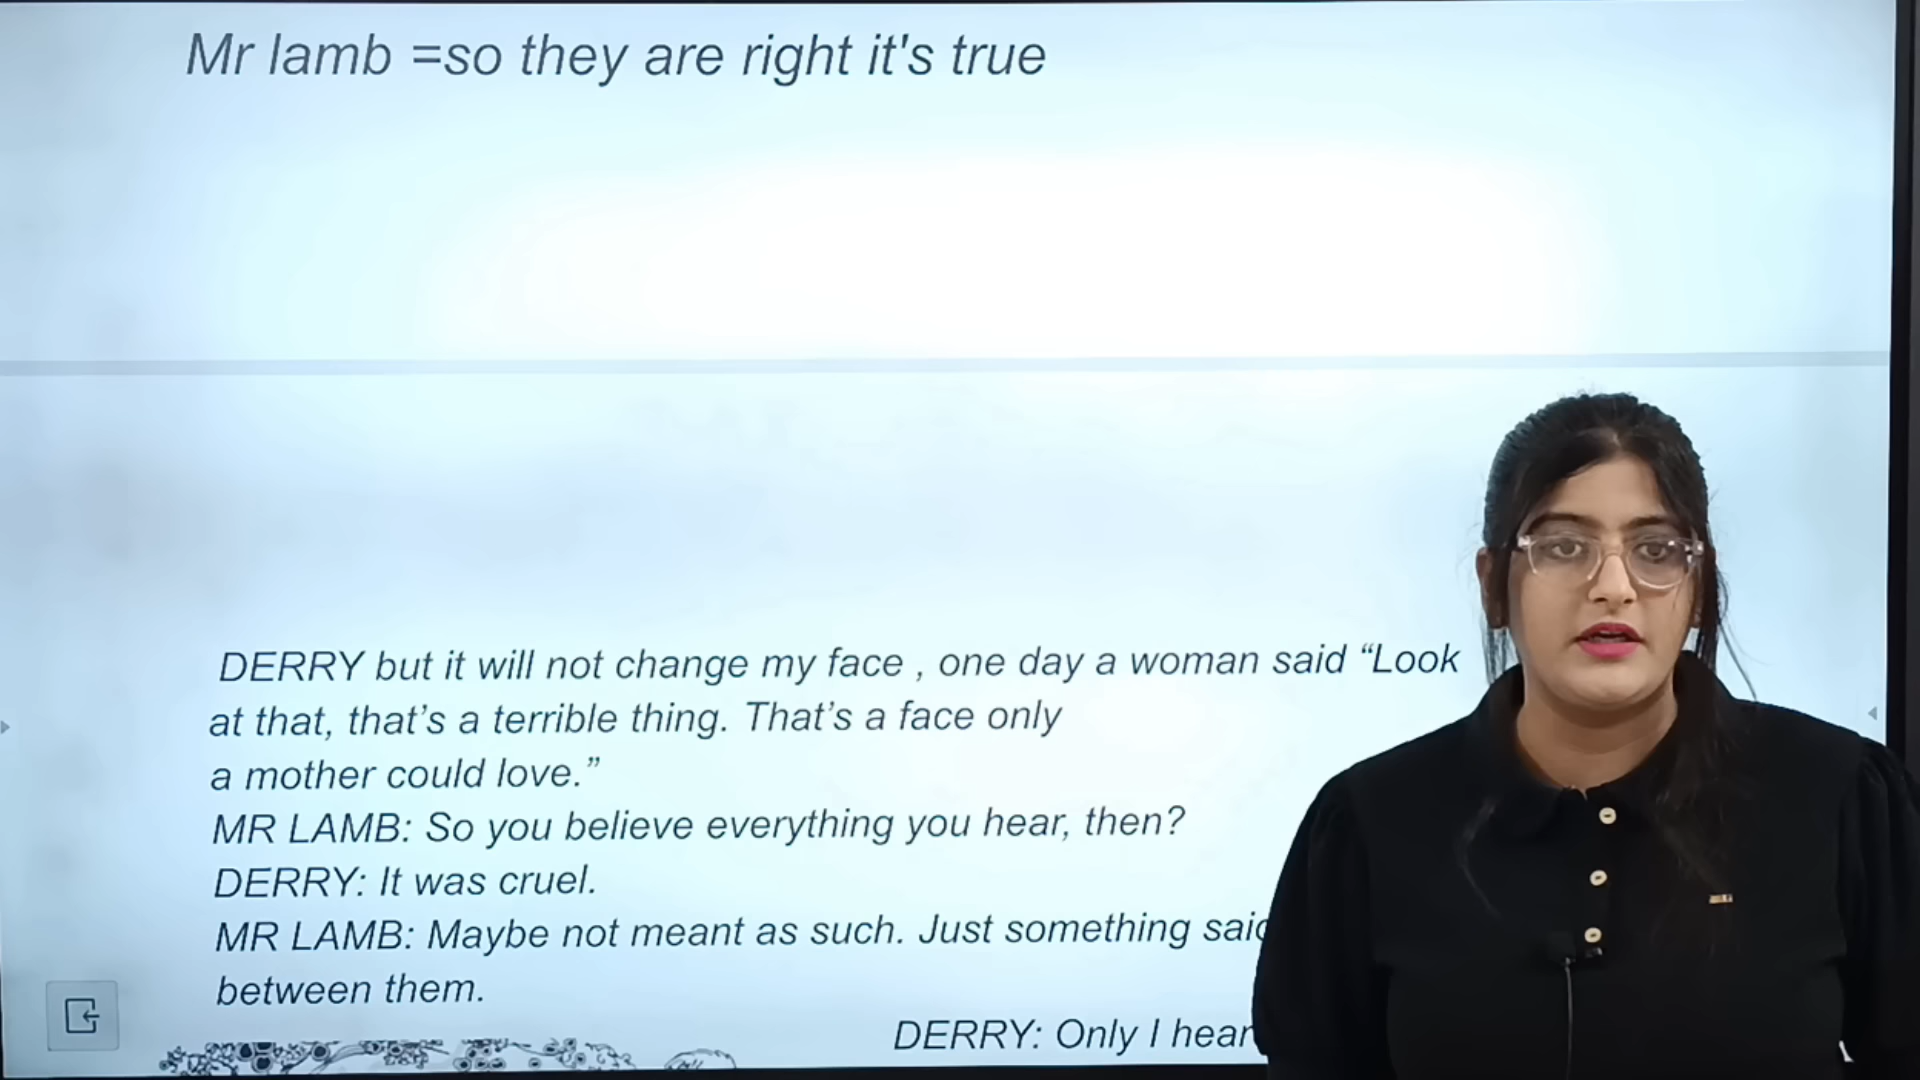 Mr lamb =so they are right it's true
DERRY but it will not change my face , one day a woman said “Look
at that, that’s a terrible thing. That’s a face only
a mother could love.”
MR LAMB: So you believe everything you hear, then?
DERRY: It was cruel.
MR LAMB: Maybe not meant as such. Just something
between them.
DERRY: Only I